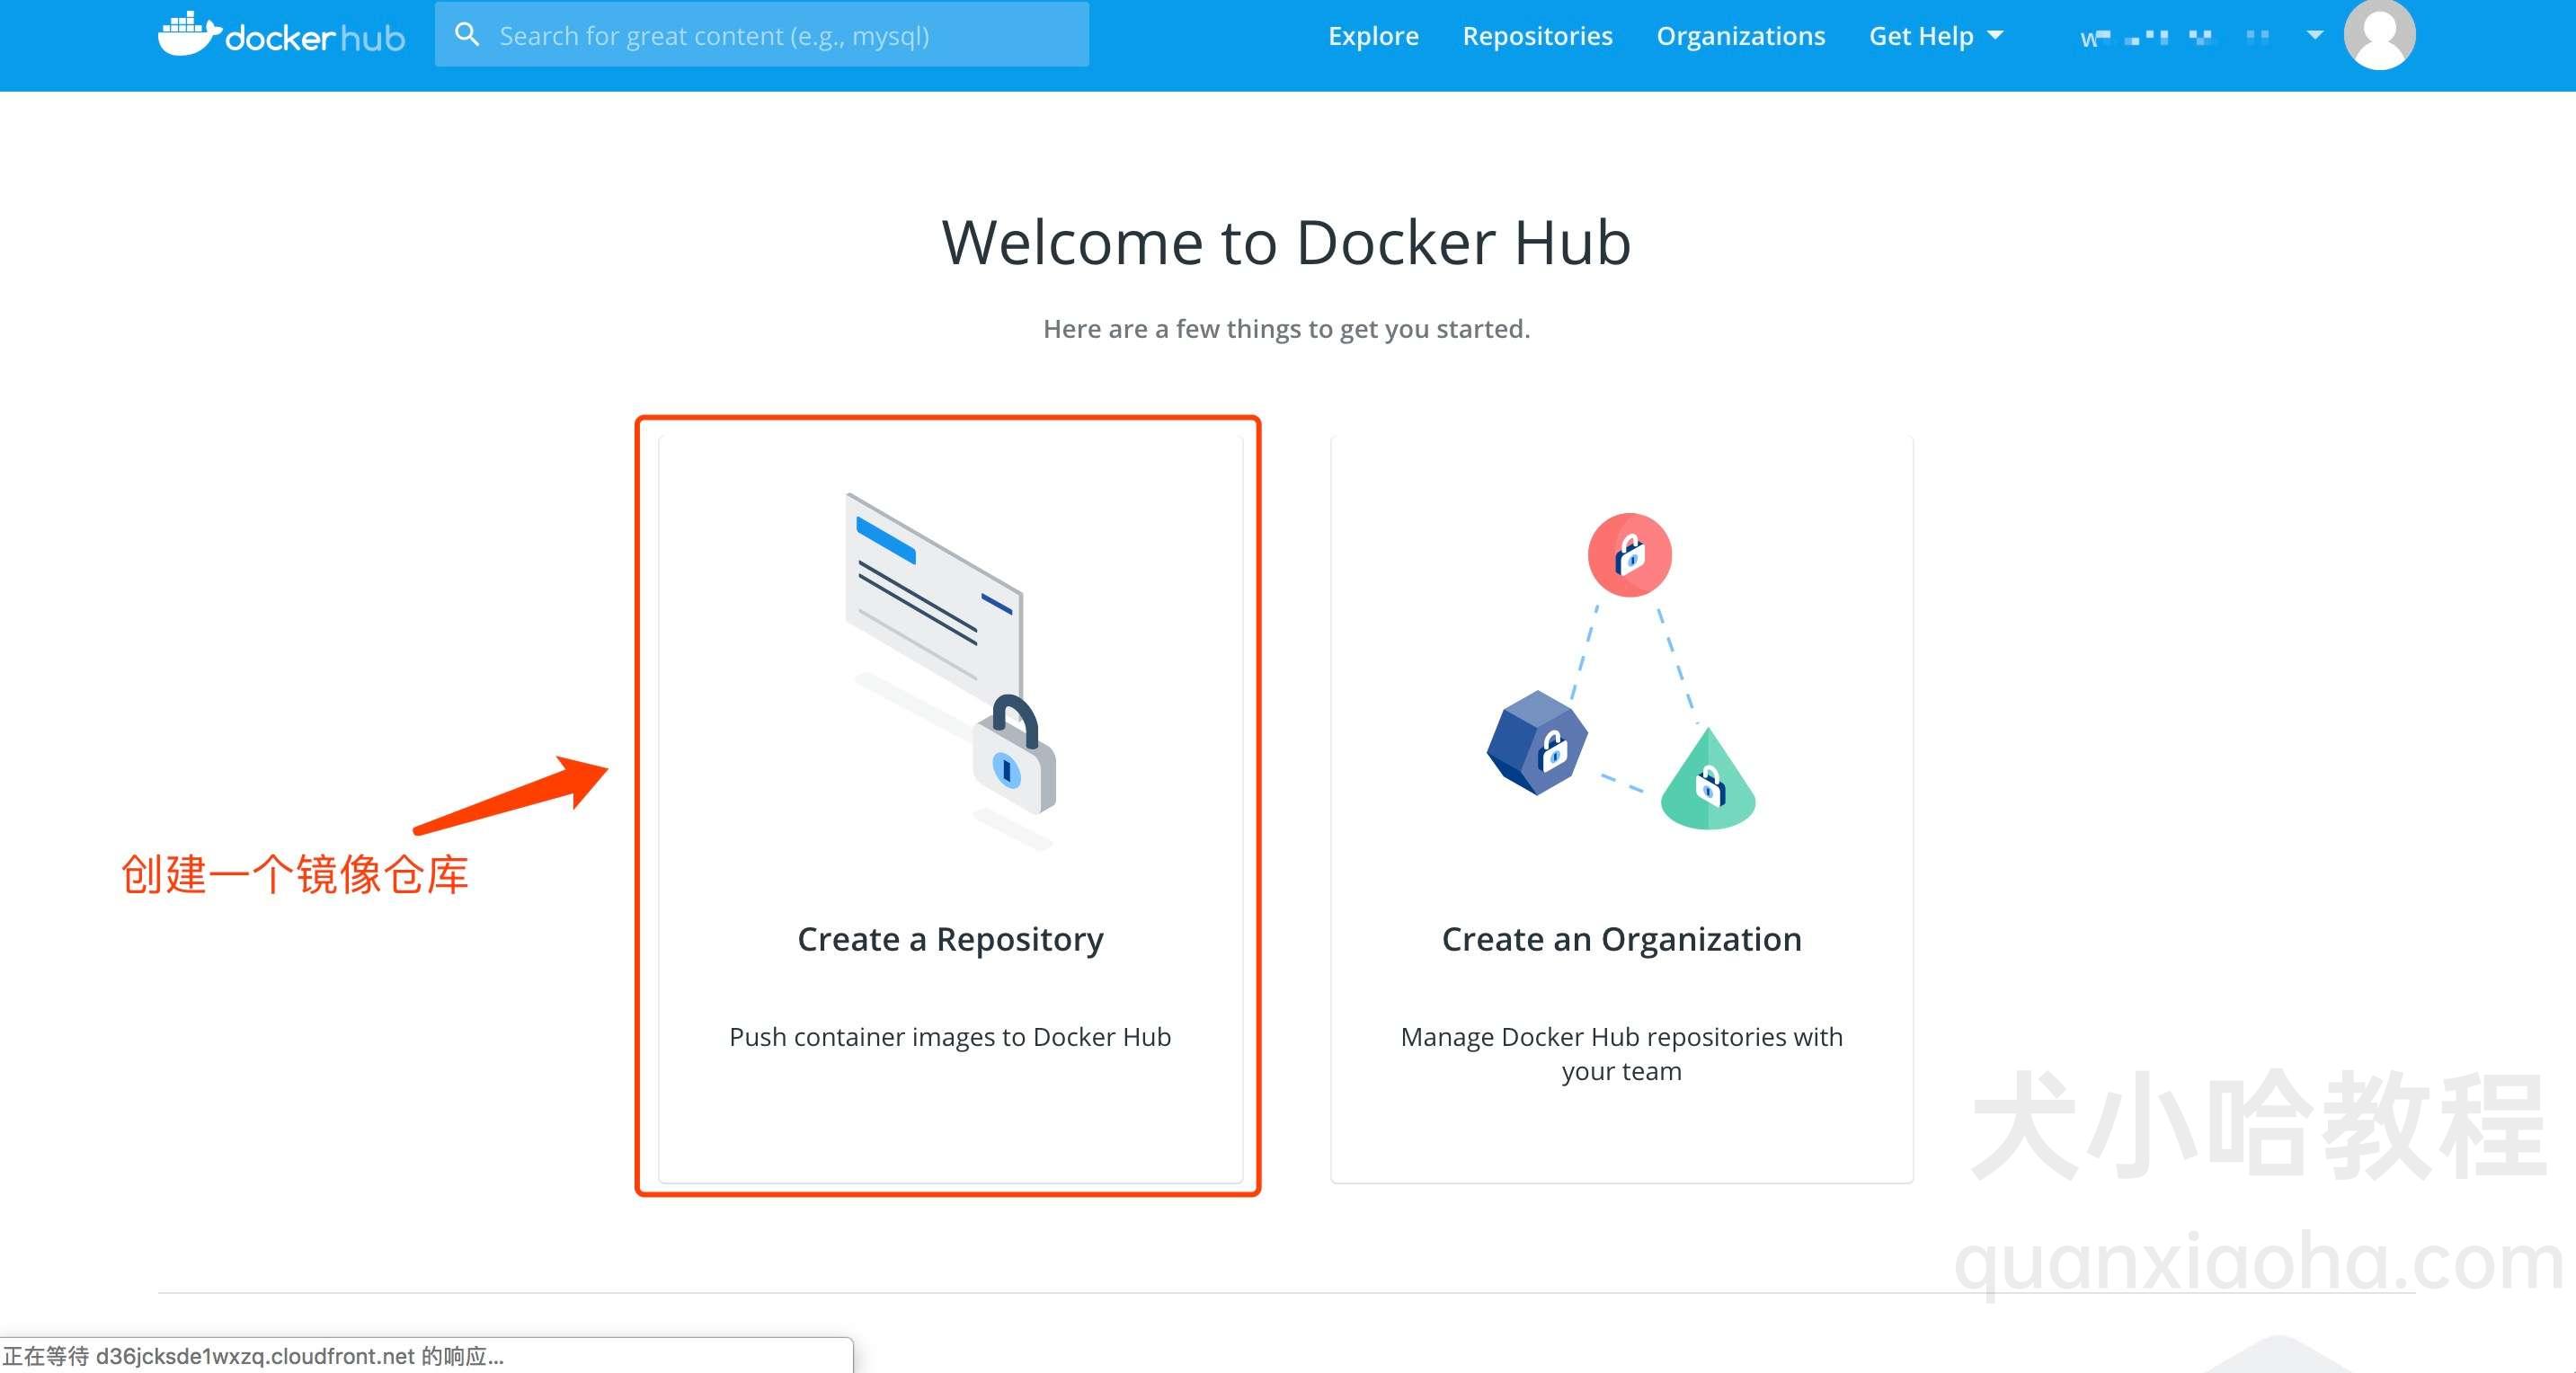 docker hub
Search for great content (e.g., mysql)
Explore
Repositories
Organizations
Get Help
Welcome to Docker Hub
Here are a few things to get you started.
创建一个镜像仓库
Create a Repository
Push container images to Docker Hub
Create an Organization
Manage Docker Hub repositories with
your team
犬小哈教程
quanxiaoha.com
正在等待 d36jcksde1wxzq.cloudfront.net 的响应...